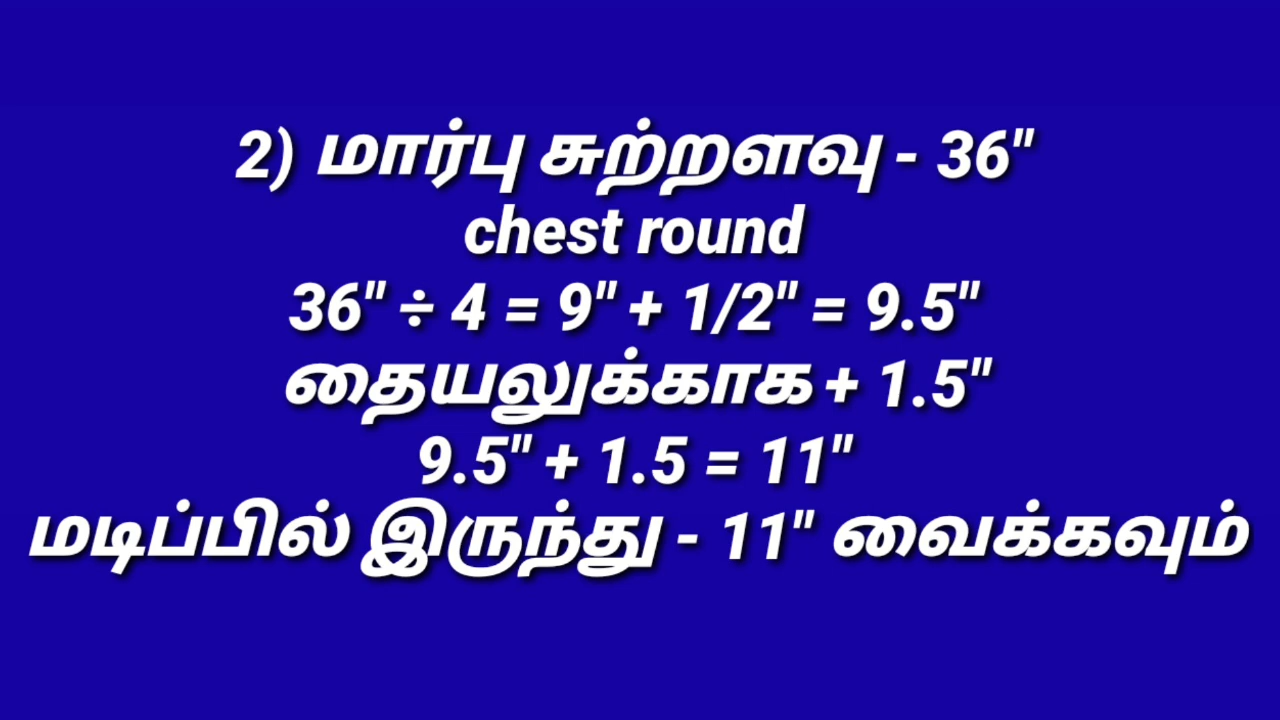 2) மார்பு சுற்றளவு - 36"
chest round
36" ÷ 4 = 9" + 1/2" = 9.5"
தையலுக்காக + 1.5"
9.5" + 1.5 = 11"
மடிப்பில் இருந்து - 11" வைக்கவும்